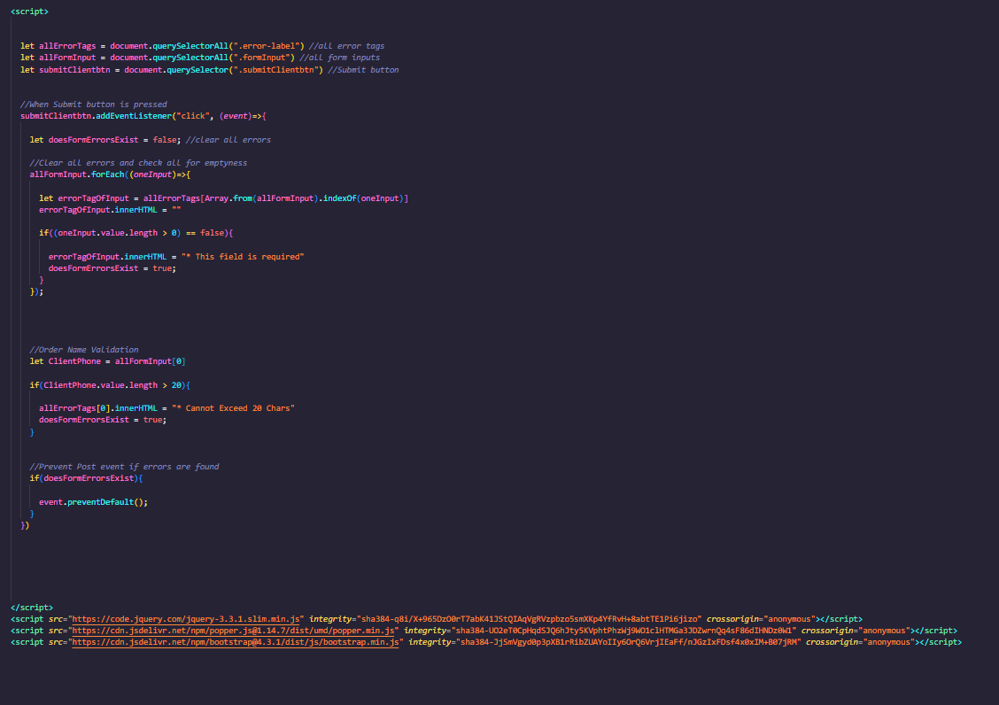 <script>
let allErrorTags = document.querySelectorAll(".error-label") //all error tags
let allFormInput = document.querySelectorAll(".formInput") //all form inputs
let submitClientbtn = document.querySelector(".submitClientbtn") //Submit button
//When Submit button is pressed
submitClientbtn.addEventListener("click", (event)=>{
let doesFormErrorsExist = false; //clear all errors
//Clear all errors and check all for emptyness
allFormInput.forEach((oneInput)=>{
let errorTagOfInput = allErrorTags[Array.from(allFormInput).indexOf(oneInput)]
errorTagOfInput.innerHTML = ""
if((oneInput.value.length > 0) == false){
errorTagOfInput.innerHTML = "* This field is required"
doesFormErrorsExist = true;
}
});
//Order Name Validation
let ClientPhone = allFormInput[0]
if(ClientPhone.value.length > 20){
allErrorTags[0].innerHTML = "* Cannot Exceed 20 Chars"
doesFormErrorsExist = true;
}
//Prevent Post event if errors are found
if(doesFormErrorsExist){
event.preventDefault();
}
})
</script>
<script src="https://code.jquery.com/jquery-3.3.1.slim.min.js" integrity="sha384-q8i/X+965DzO0rT7abK41JStQIAqVgRVzpbzo5smXKp4YfRvH+8abtTE1Pi6jizo" crossorigin="anonymous"></script>
<script src="https://cdn.jsdelivr.net/npm/popper.js@1.14.7/dist/umd/popper.min.js" integrity="sha384-UO2eT0CpHqdSJQ6hJty5KVphtPhzWj9WO1clHTMGa3JDZwrnQq4sF86dIHNDz0W1" crossorigin="anonymous"></script>
<script src="https://cdn.jsdelivr.net/npm/bootstrap@4.3.1/dist/js/bootstrap.min.js" integrity="sha384-JjSmVgyd0p3pXB1rRibZUAYoIIy6OrQ6VrjIEaFf/nJGzIxFDsf4x0xIM+B07jRM" crossorigin="anonymous"></script>